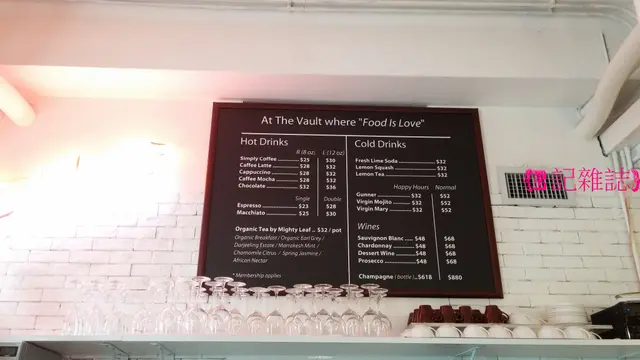 At The Vault where "Food Is Love"
Hot Drinks
R (8 oz) L (12 oz)
Simply Coffee $25 $30
Caffee Latte $28 $32
Cappuccino $28 $32
Caffee Mocha $28 $32
Chocolate $32 $36
Single Double
Espresso $23 $28
Macchiato $25 $30
Organic Tea by Mighty Leaf .. $32 / pot
Organic Breakfast / Organic Earl Grey /
Darjeeling Estate / Marrakesh Mint /
Chamomile Citrus / Spring Jasmine /
African Nectar
* Membership applies
Cold Drinks
Fresh Lime Soda $32
Lemon Squash $32
Lemon Tea $32
Happy Hours Normal
Gunner $32 $52
Virgin Mojito $32 $52
Virgin Mary $32 $52
Wines
Sauvignon Blanc $48 $68
Chardonnay $48 $68
Dessert Wine $48 $68
Prosecco $48 $68
Champagne ( bottle ) $618 $880
記雜誌》